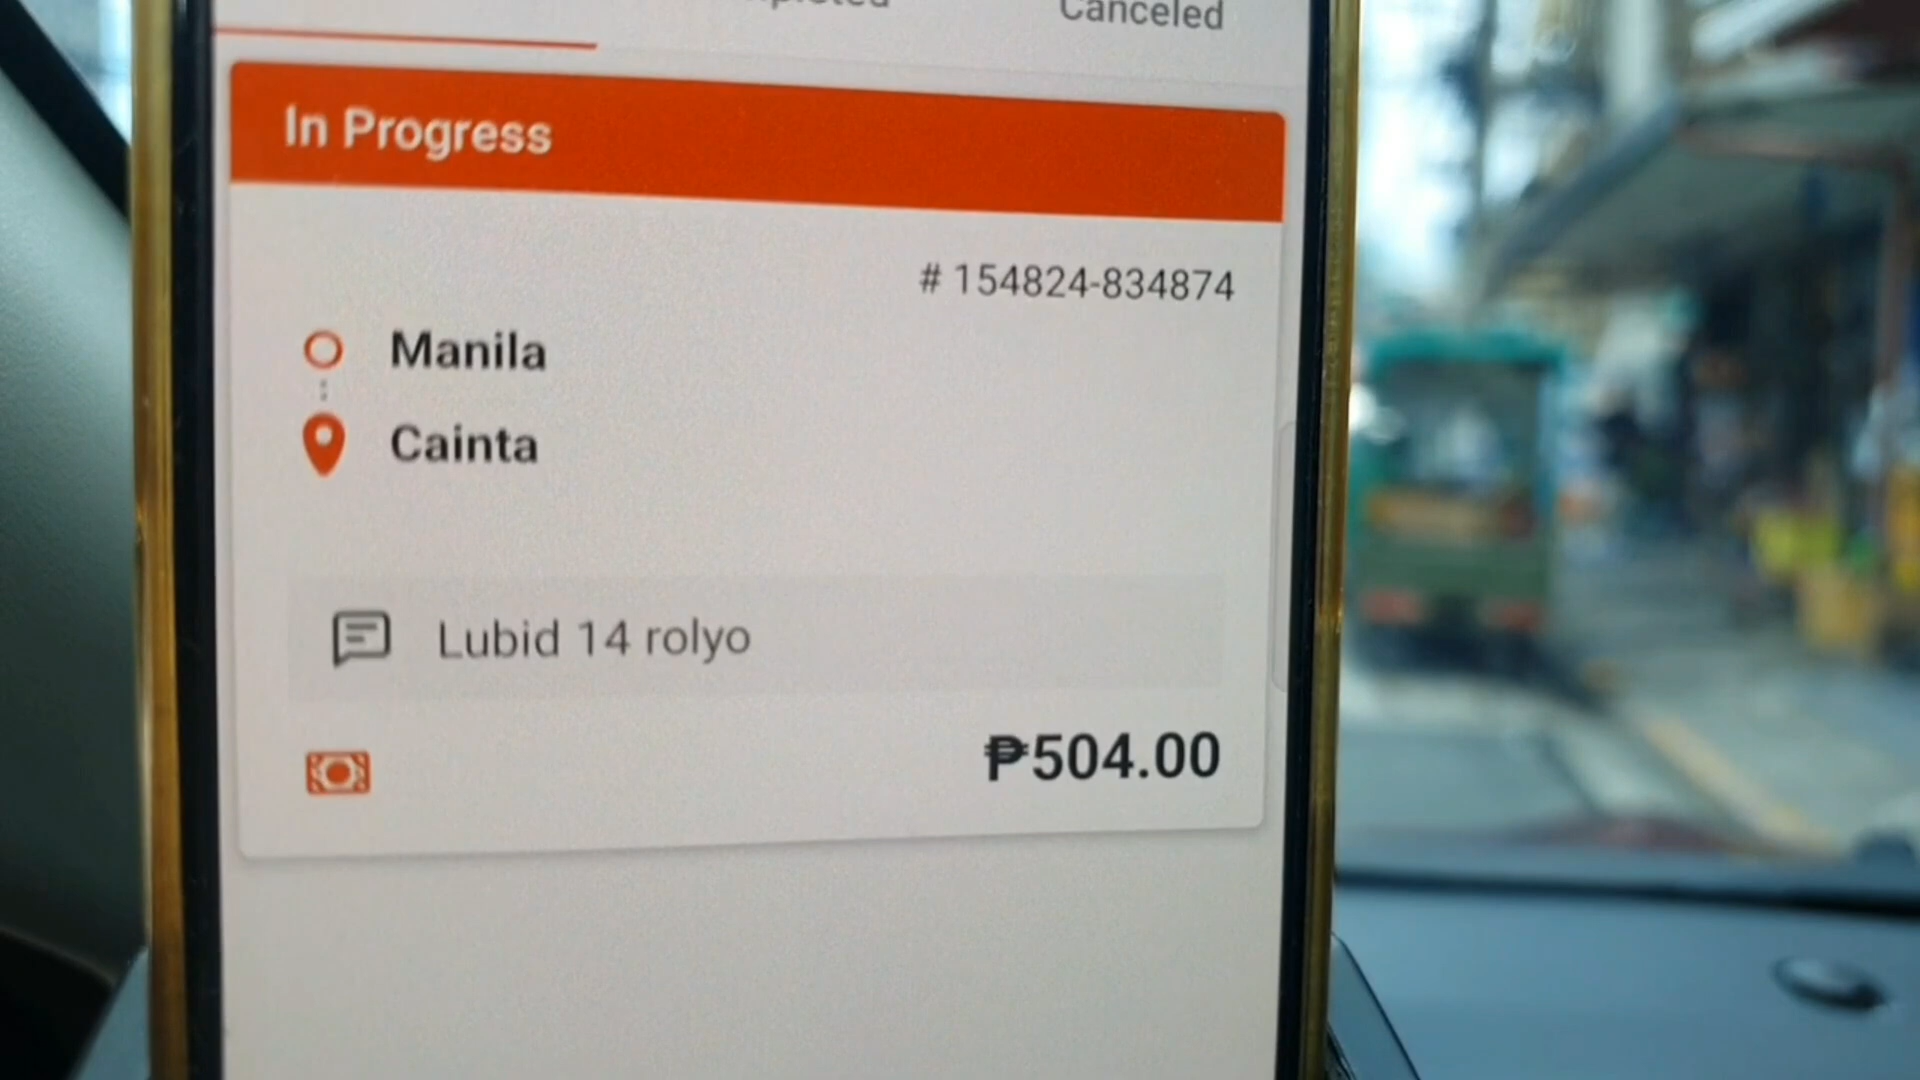 Canceled
In Progress
# 154824-834874
Manila
Cainta
Lubid 14 rolyo
₱504.00